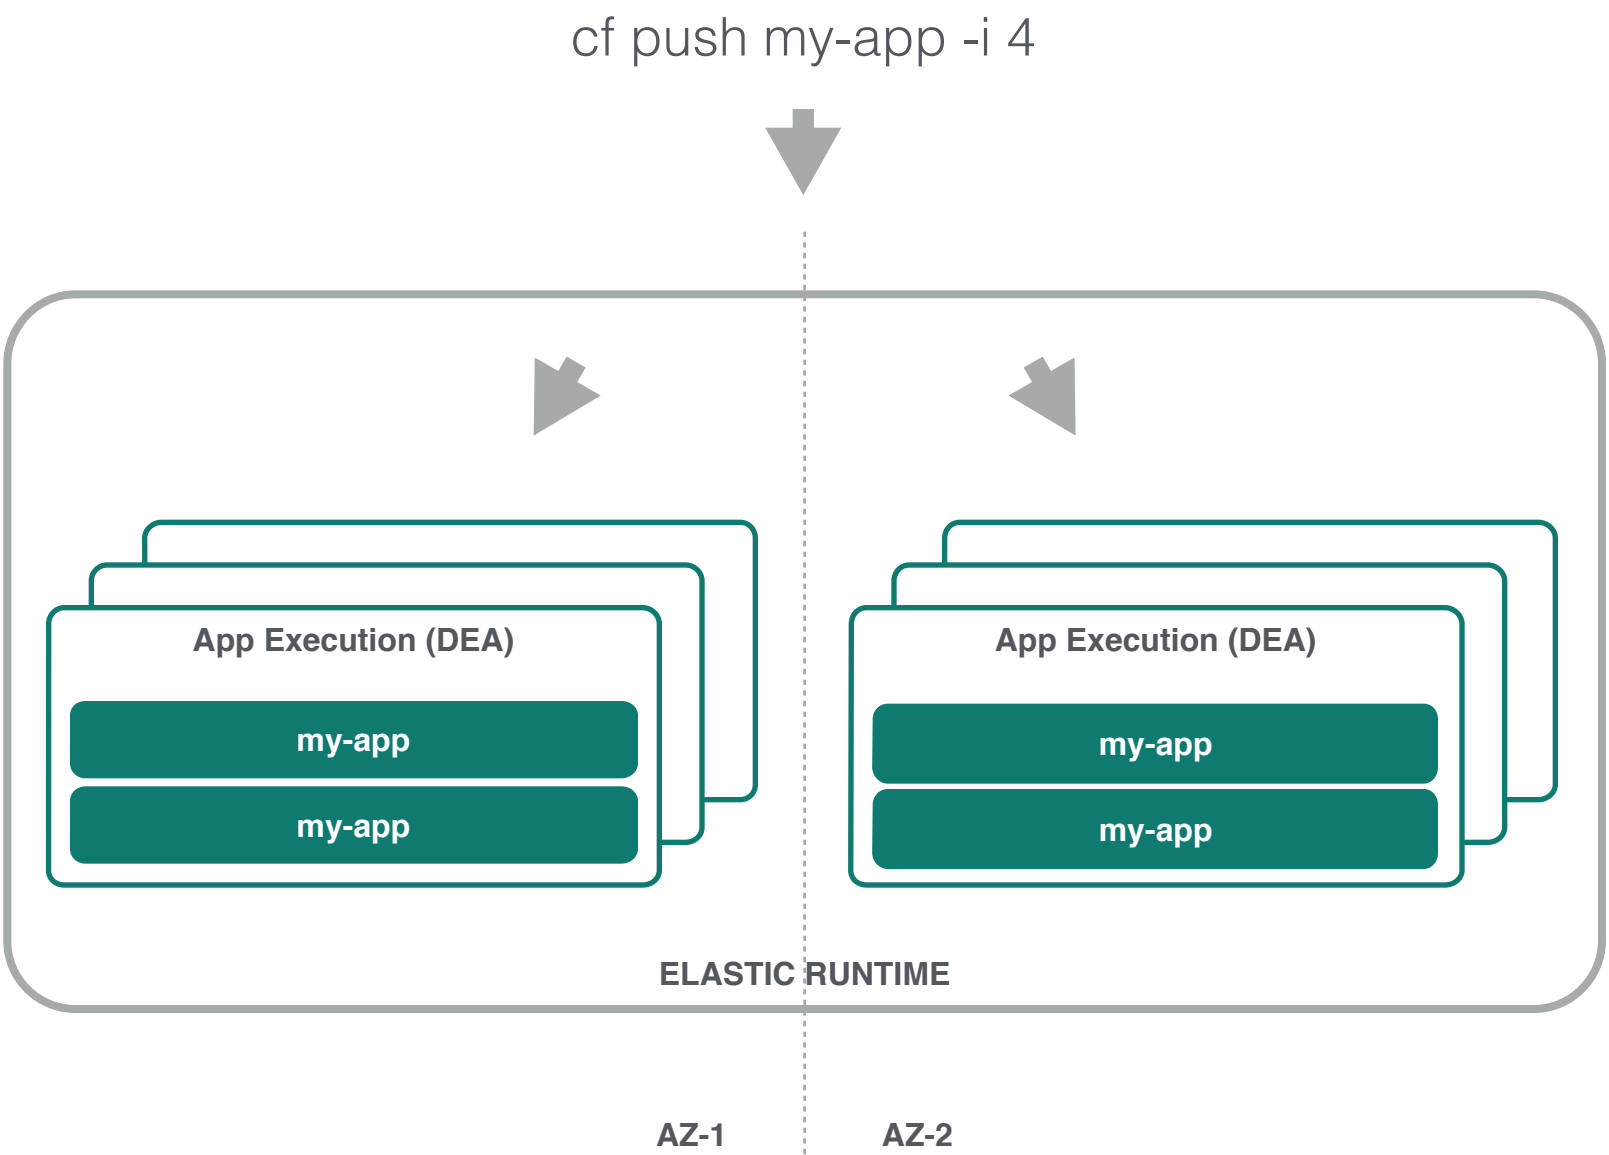 cf push my-app -i 4
App Execution (DEA)
my-app
my-app
App Execution (DEA)
my-app
my-app
ELASTIC RUNTIME
AZ-1
AZ-2